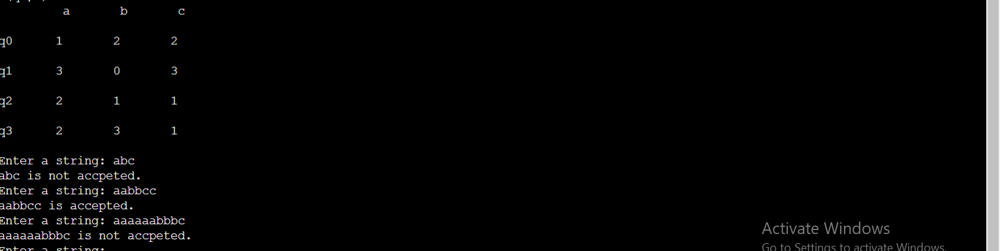 a b c
q0 1 2 2
q1 3 0 3
q2 2 1 1
q3 2 3 1
Enter a string: abc
abc is not accpeted.
Enter a string: aabbcc
aabbcc is accepted.
Enter a string: aaaaaabbbc
aaaaaabbbc is not accpeted.
Enter a string:
Activate Windows
Go to Settings to activate Windows.